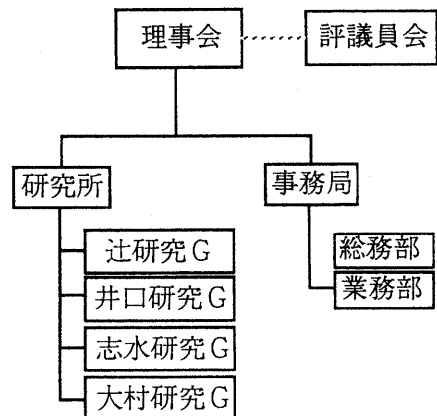 理事会
評議員会
研究所
事務局
辻研究G
井口研究G
志水研究G
大村研究G
総務部
業務部